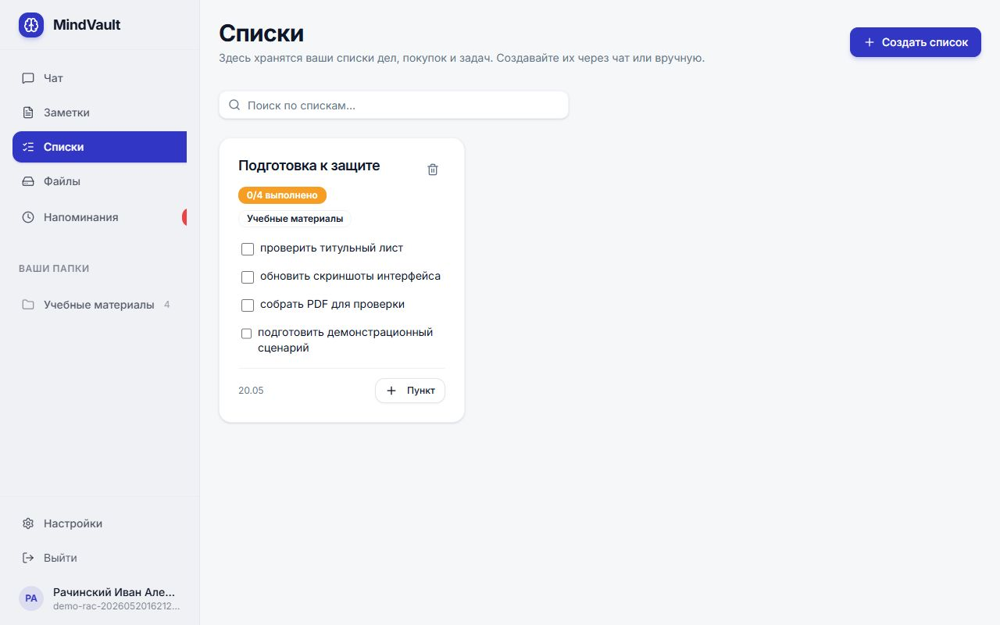 MindVault
Чат
Заметки
Списки
Файлы
Напоминания
ВАШИ ПАПКИ
Учебные материалы 4
Настройки
Выйти
РА
Рачинский Иван Але...
demo-rac-2026052016212...
Списки
Здесь хранятся ваши списки дел, покупок и задач. Создавайте их через чат или вручную.
Создать список
Поиск по спискам...
Подготовка к защите
0/4 выполнено
Учебные материалы
проверить титульный лист
обновить скриншоты интерфейса
собрать PDF для проверки
подготовить демонстрационный
сценарий
20.05
Пункт